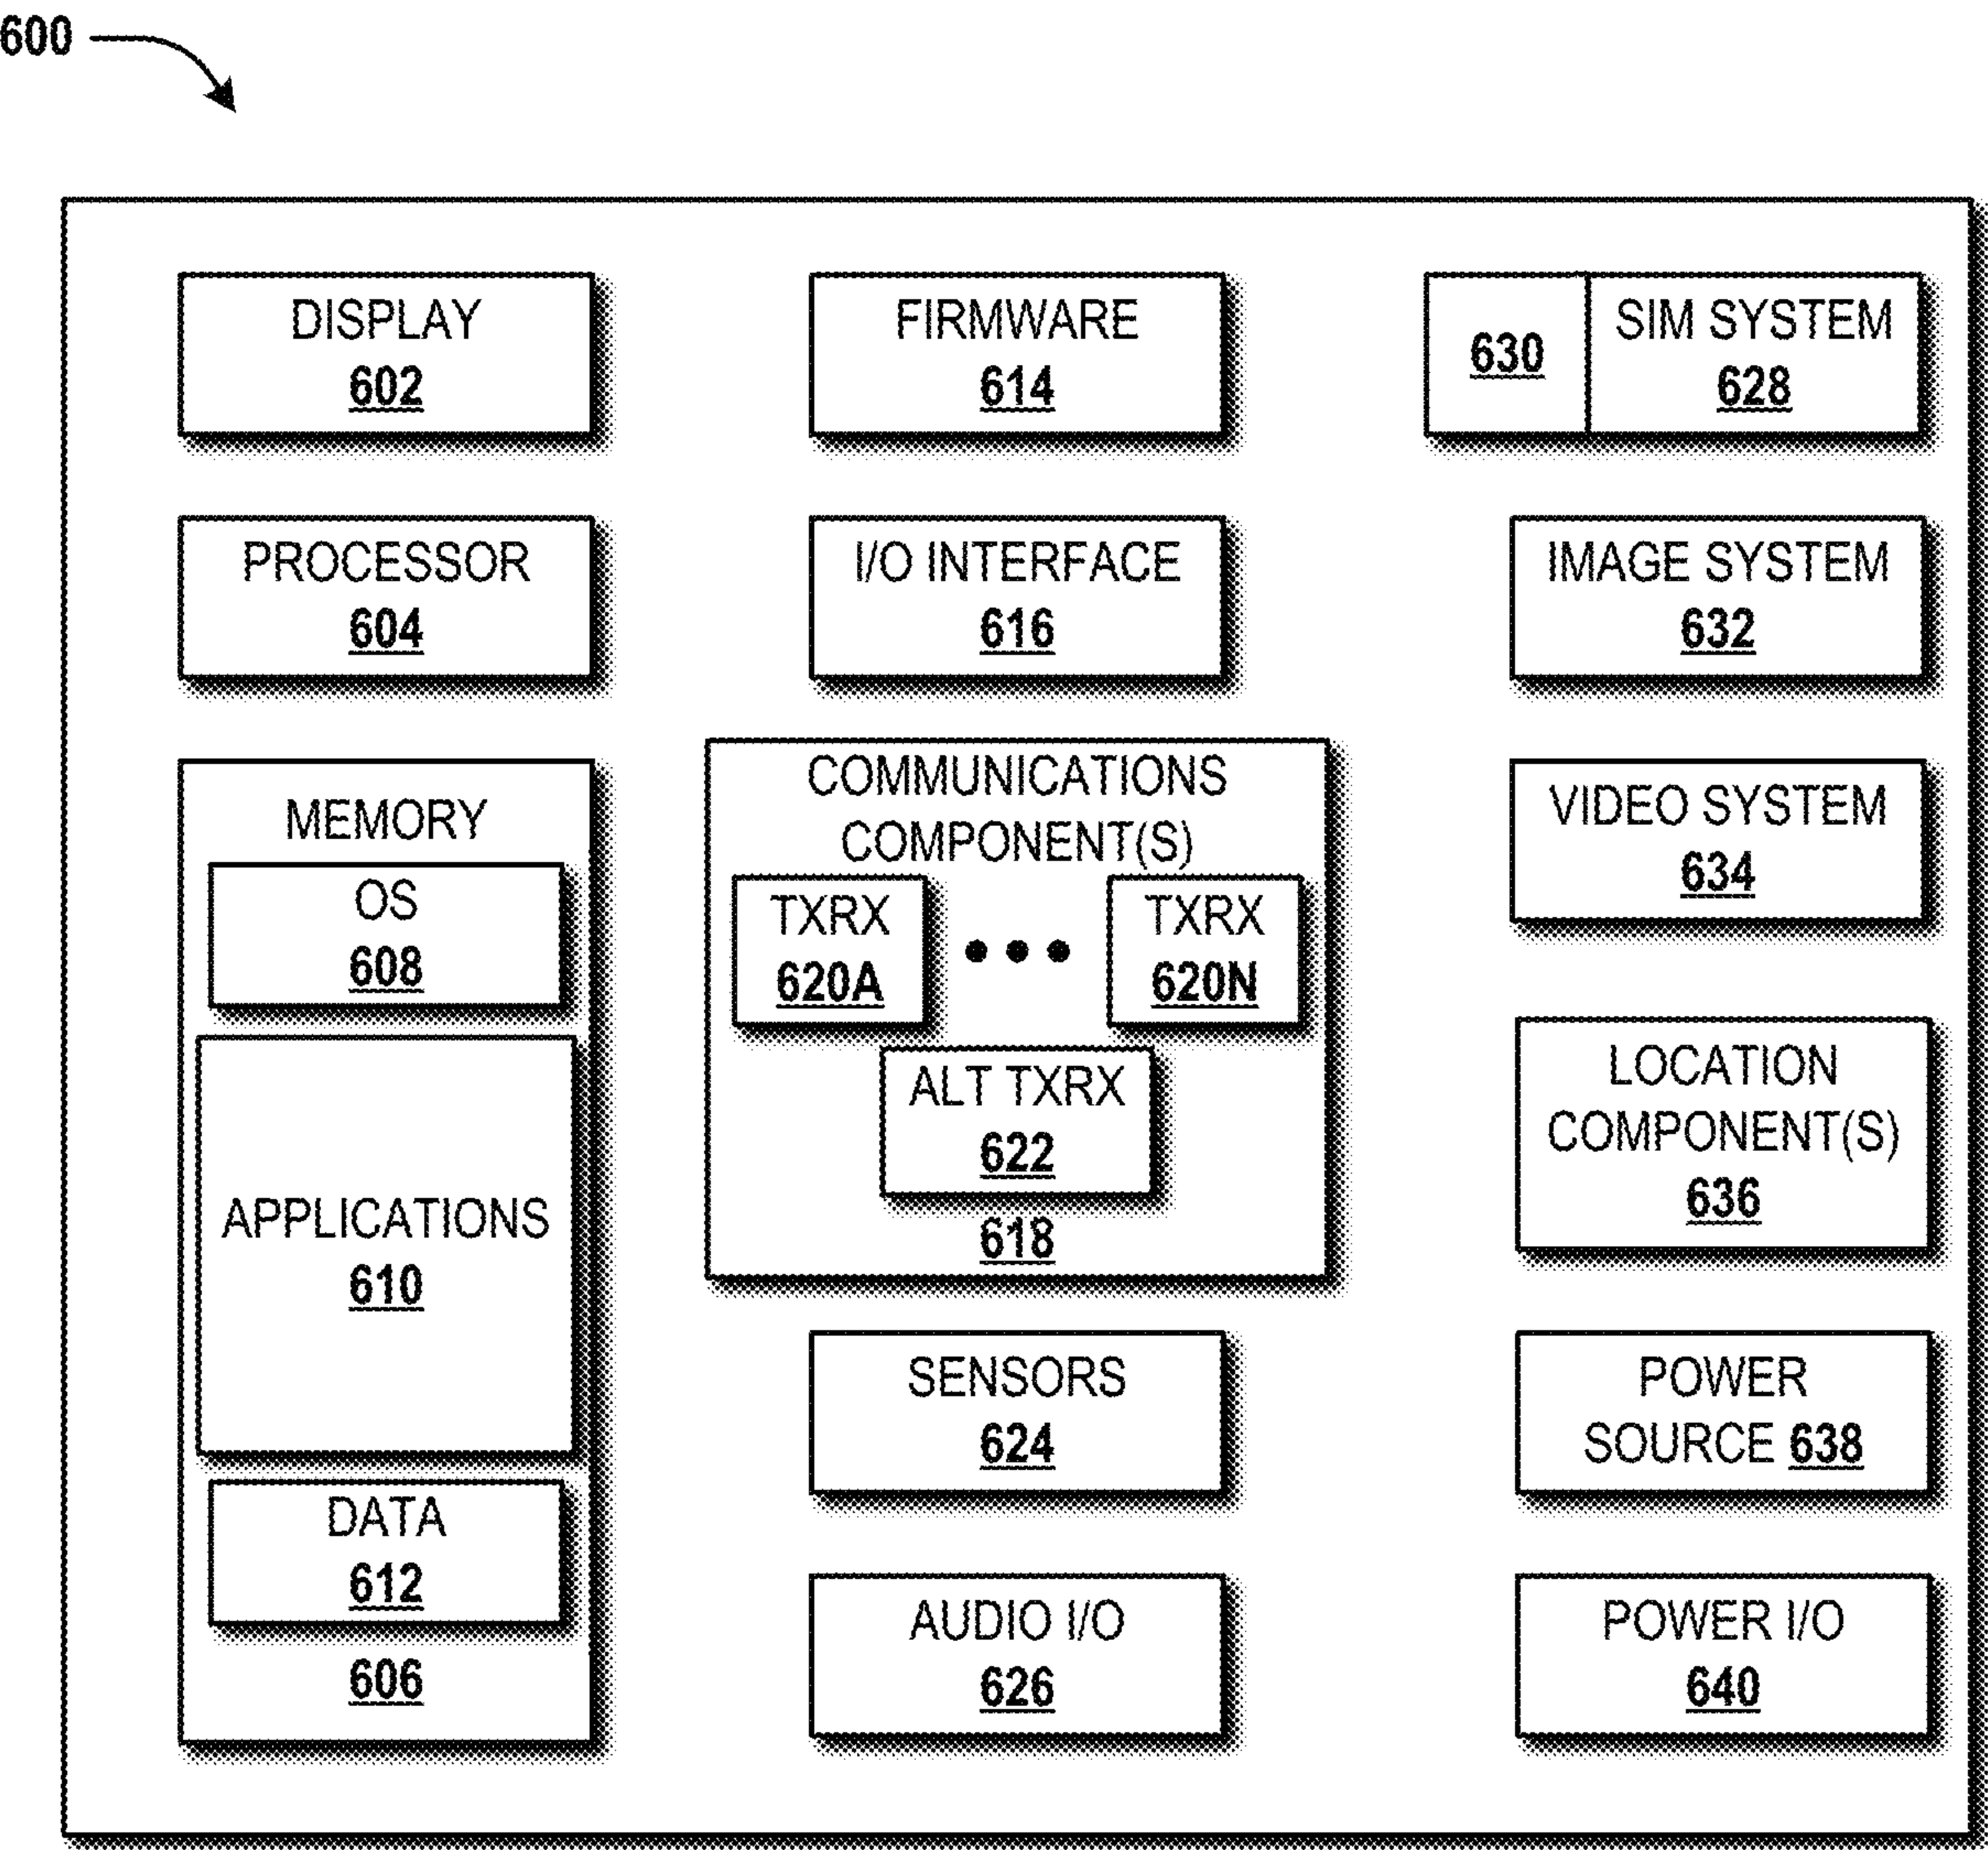 600
DISPLAY
602
PROCESSOR
604
MEMORY
OS
608
APPLICATIONS
610
DATA
612
606
FIRMWARE
614
I/O INTERFACE
616
COMMUNICATIONS
COMPONENT(S)
TXRX
620A
TXRX
620N
ALT TXRX
622
618
SENSORS
624
AUDIO I/O
626
630
SIM SYSTEM
628
IMAGE SYSTEM
632
VIDEO SYSTEM
634
LOCATION
COMPONENT(S)
636
POWER
SOURCE 638
POWER I/O
640